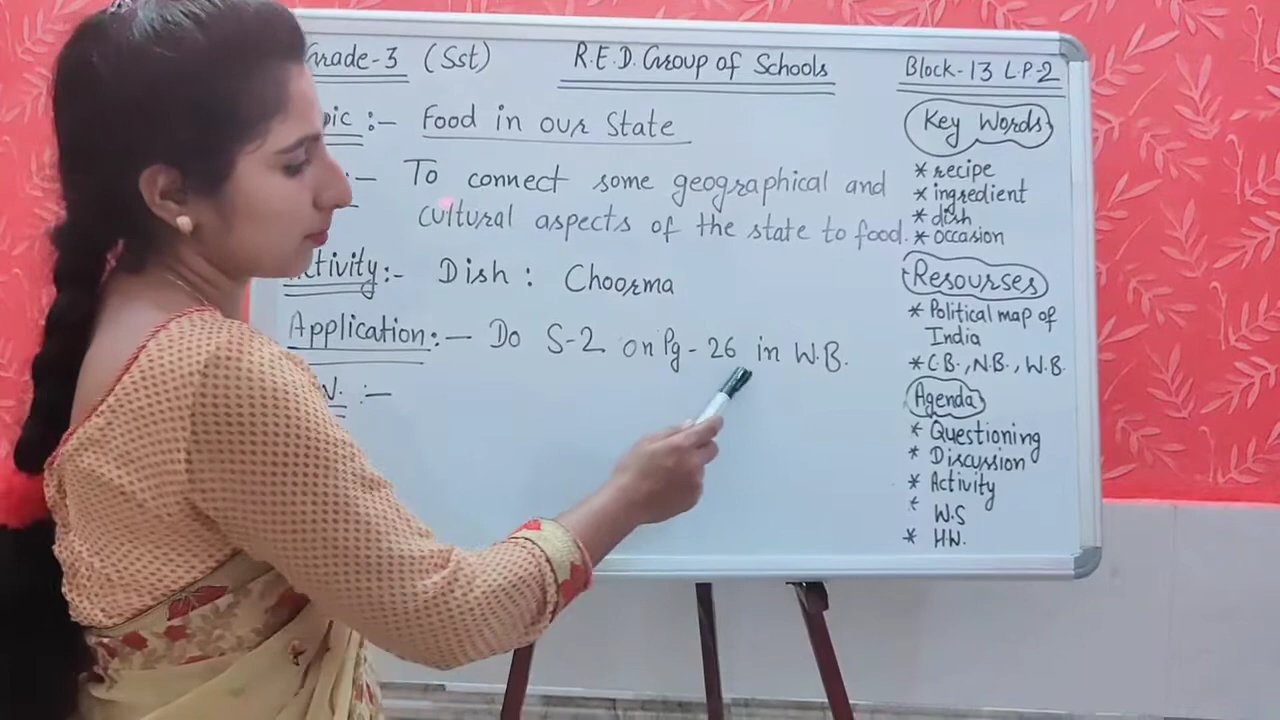 Grade-3 (Sst)
R.E.D. Group of Schools
Block-13 L.P-2
:- Food in our State
:- To connect some geographical and
cultural aspects of the state to food.
Activity:- Dish : Choorma
Application:- Do S-2 on Pg-26 in W.B.
:-
Key Words
* recipe
* ingredient
* dish
* occasion
Resources
* Political map of
India
* C.B., N.B., W.B.
Agenda
* Questioning
* Discussion
* Activity
* W.S
* HW.